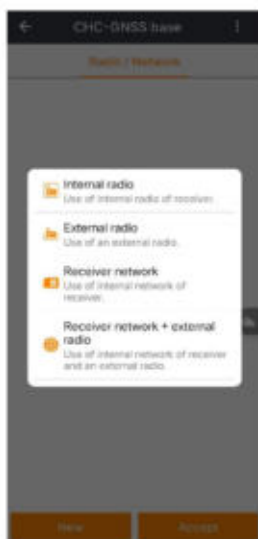 CHC-GNSS base
Radio / Network
Internal radio
Use of internal radio of receiver.
External radio
Use of an external radio.
Receiver network
Use of internal network of
receiver.
Receiver network + external
radio
Use of internal network of receiver
and an external radio.
New
Accept